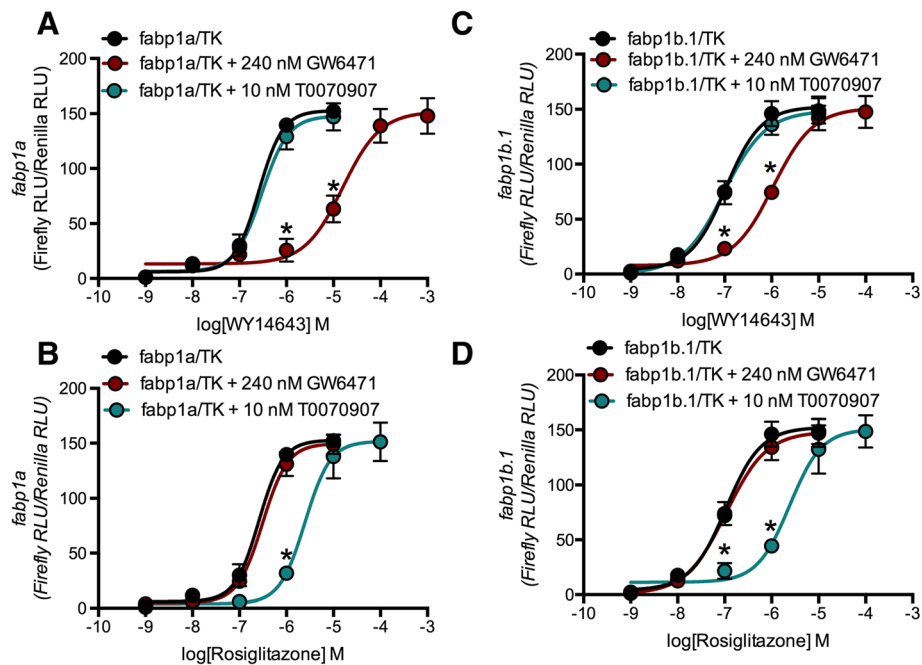 A
fabp1a/TK
fabp1a/TK + 240 nM GW6471
fabp1a/TK + 10 nM T0070907
fabp1a
(Firefly RLU/Renilla RLU)
200
150
100
50
0
* *
-10 -9 -8 -7 -6 -5 -4 -3
log[WY14643] M
B
fabp1a/TK
fabp1a/TK + 240 nM GW6471
fabp1a/TK + 10 nM T0070907
fabp1a
(Firefly RLU/Renilla RLU)
200
150
100
50
0
*
-10 -9 -8 -7 -6 -5 -4 -3
log[Rosiglitazone] M
C
fabp1b.1/TK
fabp1b.1/TK + 240 nM GW6471
fabp1b.1/TK + 10 nM T0070907
fabp1b.1
(Firefly RLU/Renilla RLU)
200
150
100
50
0
* *
-10 -9 -8 -7 -6 -5 -4 -3
log[WY14643] M
D
fabp1b.1/TK
fabp1b.1/TK + 240 nM GW6471
fabp1b.1/TK + 10 nM T0070907
fabp1b.1
(Firefly RLU/Renilla RLU)
200
150
100
50
0
* *
-10 -9 -8 -7 -6 -5 -4 -3
log[Rosiglitazone] M